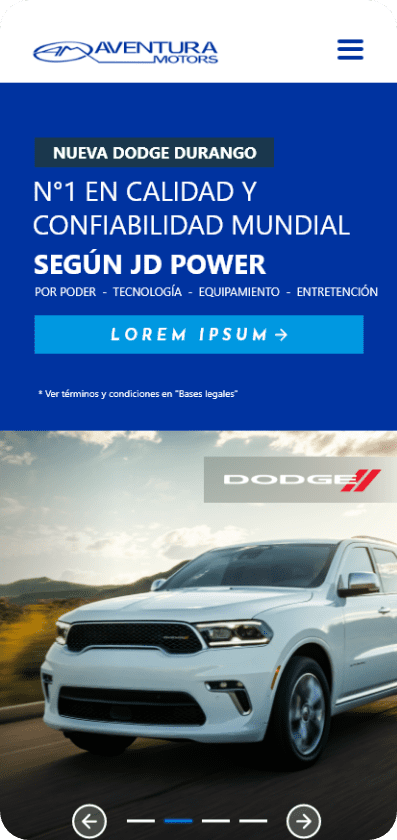 AVENTURA
MOTORS
NUEVA DODGE DURANGO
N°1 EN CALIDAD Y
CONFIABILIDAD MUNDIAL
SEGÚN JD POWER
POR PODER - TECNOLOGÍA - EQUIPAMIENTO - ENTRETENCIÓN
LOREM IPSUM→
* Ver términos y condiciones en "Bases legales"
DODGE